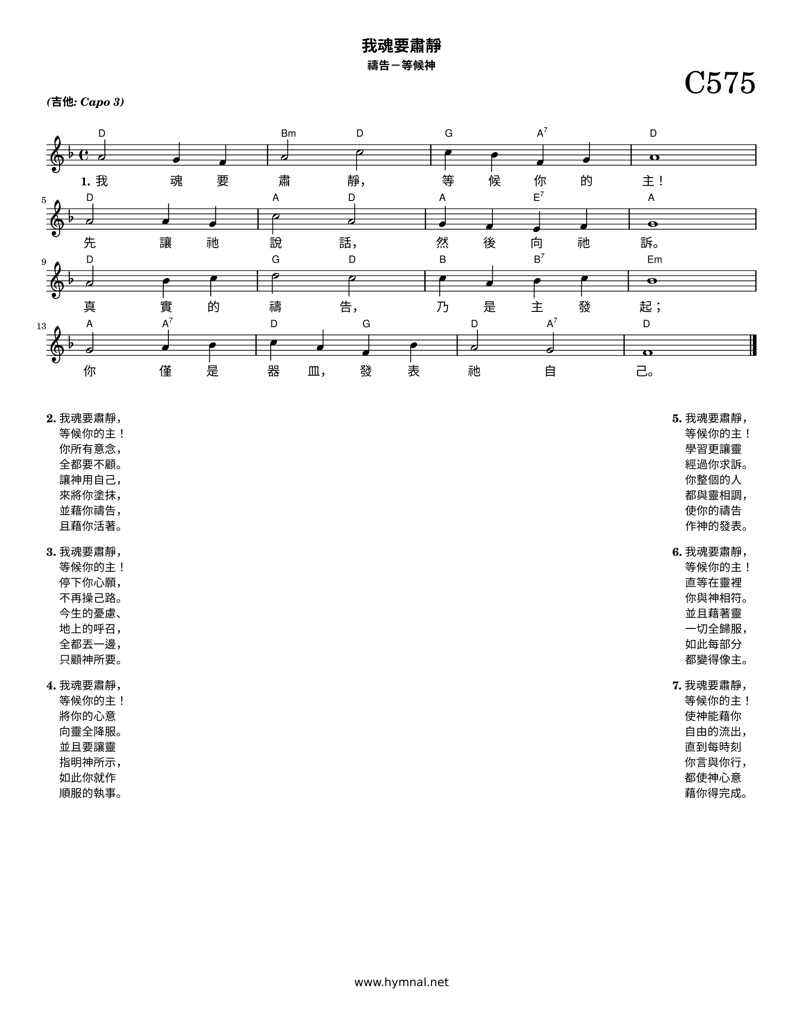 我魂要肅靜
禱告－等候神
C575
(吉他: Capo 3)
D Bm D G A7 D
1. 我 魂 要 肅 靜， 等 候 你 的 主！
5
D A D A E7 A
先 讓 祂 說 話， 然 後 向 祂 訴。
9
D G D B B7 Em
真 實 的 禱 告， 乃 是 主 發 起；
13
A A7 D G D A7 D
你 僅 是 器 皿， 發 表 祂 自 己。
2. 我魂要肅靜，
等候你的主！
你所有意念，
全都要不顧。
讓神用自己，
來將你塗抹，
並藉你禱告，
且藉你活著。
3. 我魂要肅靜，
等候你的主！
停下你心願，
不再操己路。
今生的憂慮、
地上的呼召，
全都丟一邊，
只顧神所要。
4. 我魂要肅靜，
等候你的主！
將你的心意
向靈全降服。
並且要讓靈
指明神所示，
如此你就作
順服的執事。
5. 我魂要肅靜，
等候你的主！
學習更讓靈
經過你求訴。
你整個的人
都與靈相調，
使你的禱告
作神的發表。
6. 我魂要肅靜，
等候你的主！
直等在靈裡
你與神相符。
並且藉著靈
一切全歸服，
如此每部分
都變得像主。
7. 我魂要肅靜，
等候你的主！
使神能藉你
自由的流出，
直到每時刻
你言與你行，
都使神心意
藉你得完成。
www.hymnal.net